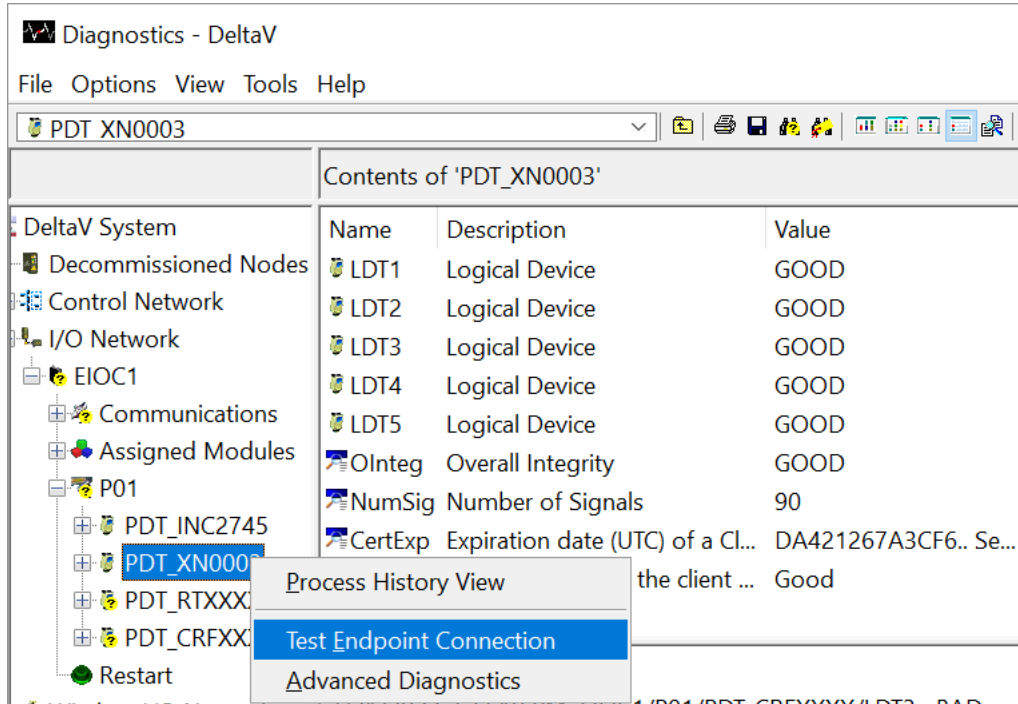 Diagnostics - DeltaV
File Options View Tools Help
PDT_XN0003
Contents of 'PDT_XN0003'
DeltaV System
Decommissioned Nodes
Control Network
I/O Network
EIOC1
Communications
Assigned Modules
P01
PDT_INC2745
PDT_XN000
PDT_RTXXX
PDT_CRFXX
Restart
Name Description Value
LDT1 Logical Device GOOD
LDT2 Logical Device GOOD
LDT3 Logical Device GOOD
LDT4 Logical Device GOOD
LDT5 Logical Device GOOD
OInteg Overall Integrity GOOD
NumSig Number of Signals 90
CertExp Expiration date (UTC) of a Cl... DA421267A3CF6.. Se...
the client ... Good
Process History View
Test Endpoint Connection
Advanced Diagnostics